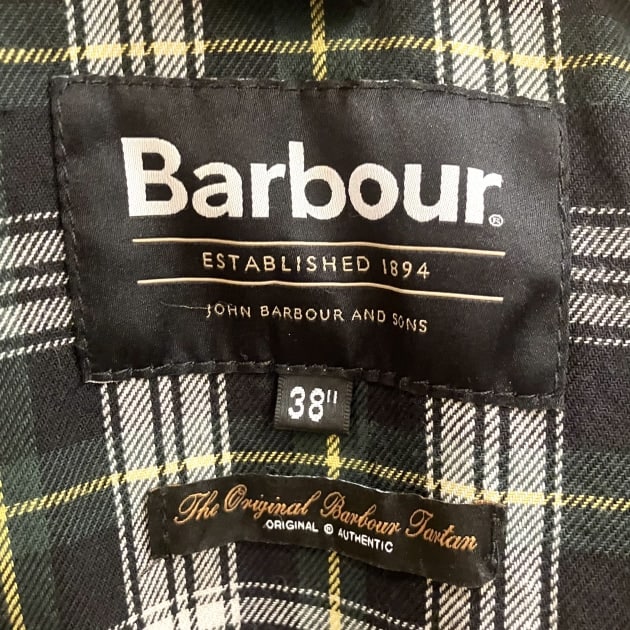 Barbour®
ESTABLISHED 1894
JOHN BARBOUR AND SONS
38"
The Original Barbour Tartan
ORIGINAL ® AUTHENTIC